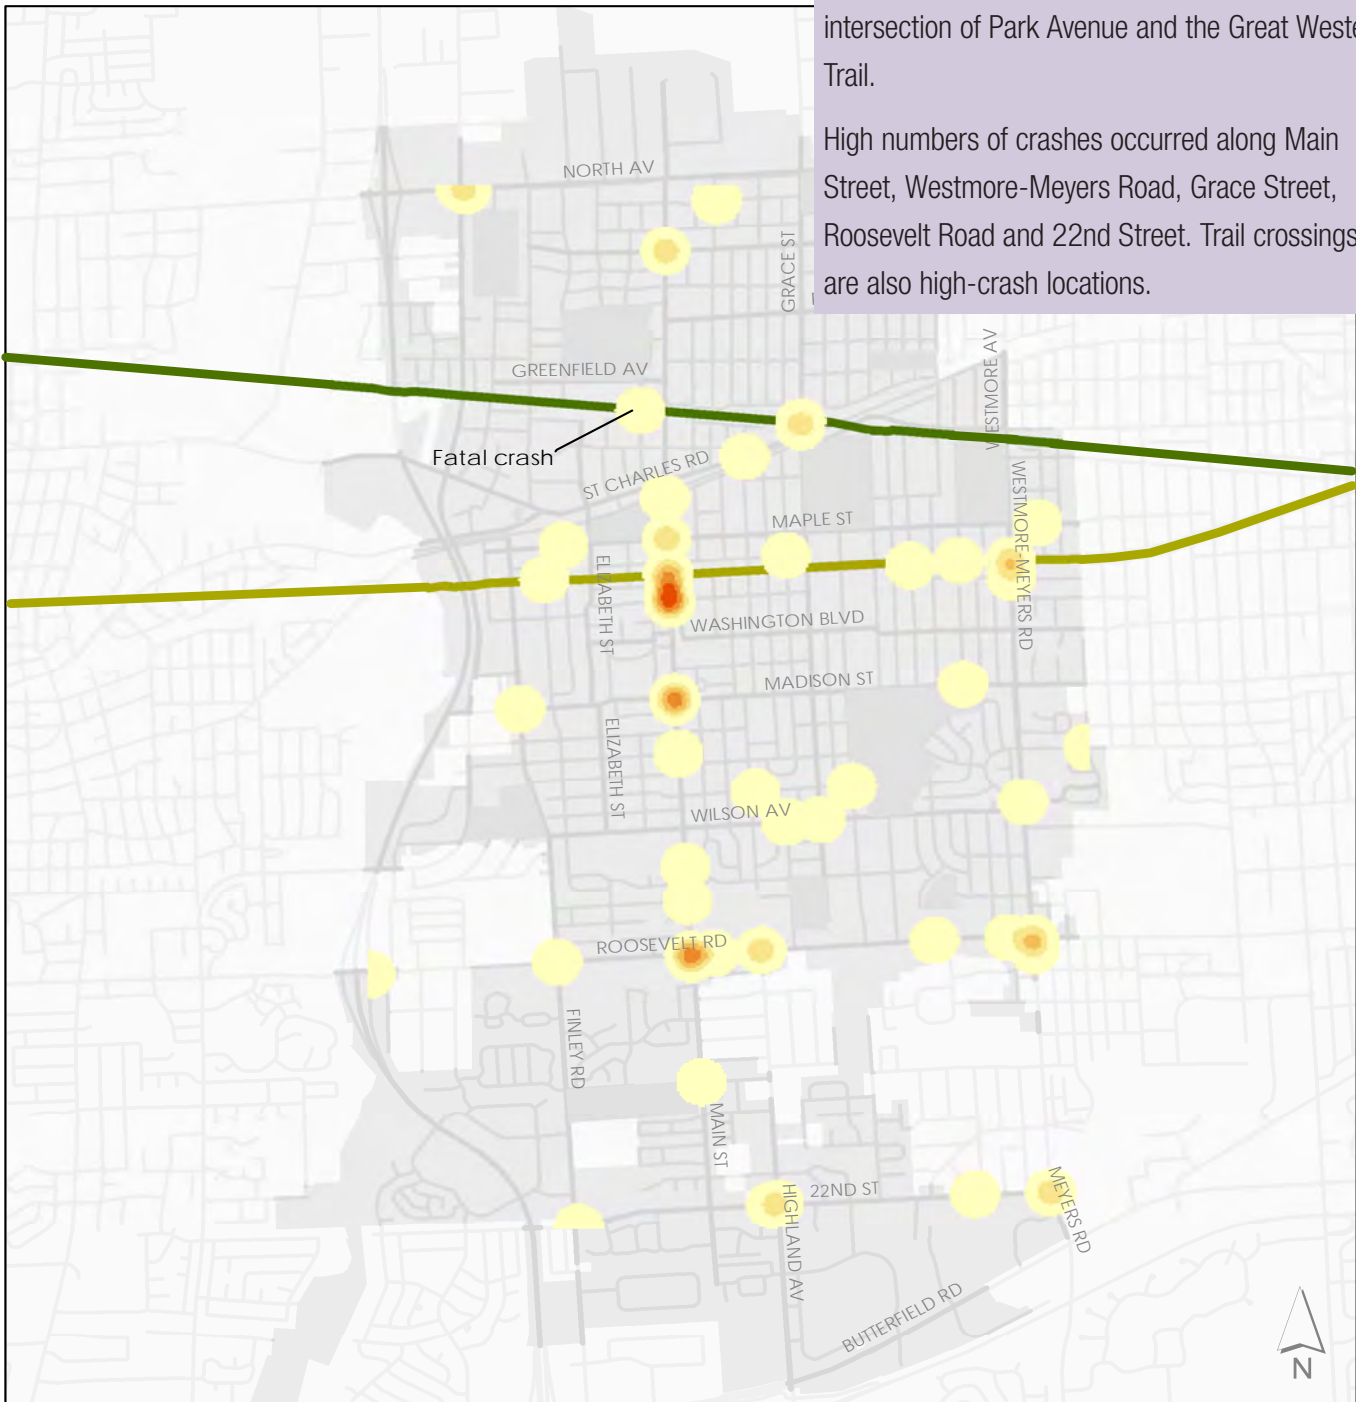 intersection of Park Avenue and the Great Weste
Trail.
High numbers of crashes occurred along Main
Street, Westmore-Meyers Road, Grace Street,
Roosevelt Road and 22nd Street. Trail crossings
are also high-crash locations.
NORTH AV
GRACE ST
GREENFIELD AV
WESTMORE AV
Fatal crash
ST CHARLES RD
MAPLE ST
WESTMORE-MEYERS RD
ELIZABETH ST
WASHINGTON BLVD
MADISON ST
ELIZABETH ST
WILSON AV
ROOSEVELT RD
FINLEY RD
MAIN ST
22ND ST
HIGHLAND AV
MEYERS RD
BUTTERFIELD RD
N